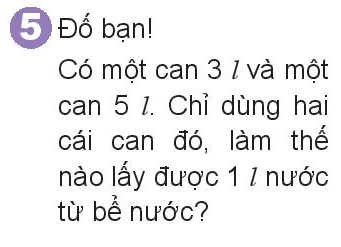 5 Đố bạn!
Có một can 3 l và một
can 5 l. Chỉ dùng hai
cái can đó, làm thế
nào lấy được 1 l nước
từ bể nước?